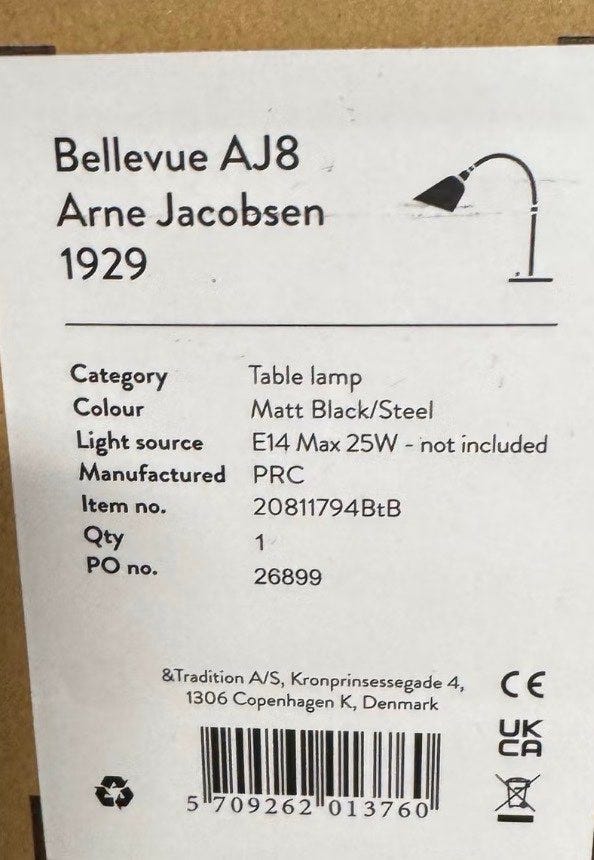 Bellevue AJ8
Arne Jacobsen
1929
Category Table lamp
Colour Matt Black/Steel
Light source E14 Max 25W - not included
Manufactured PRC
Item no. 20811794BtB
Qty 1
PO no. 26899
&Tradition A/S, Kronprinsessegade 4,
1306 Copenhagen K, Denmark
CE
UK
CA
5 709262 013760